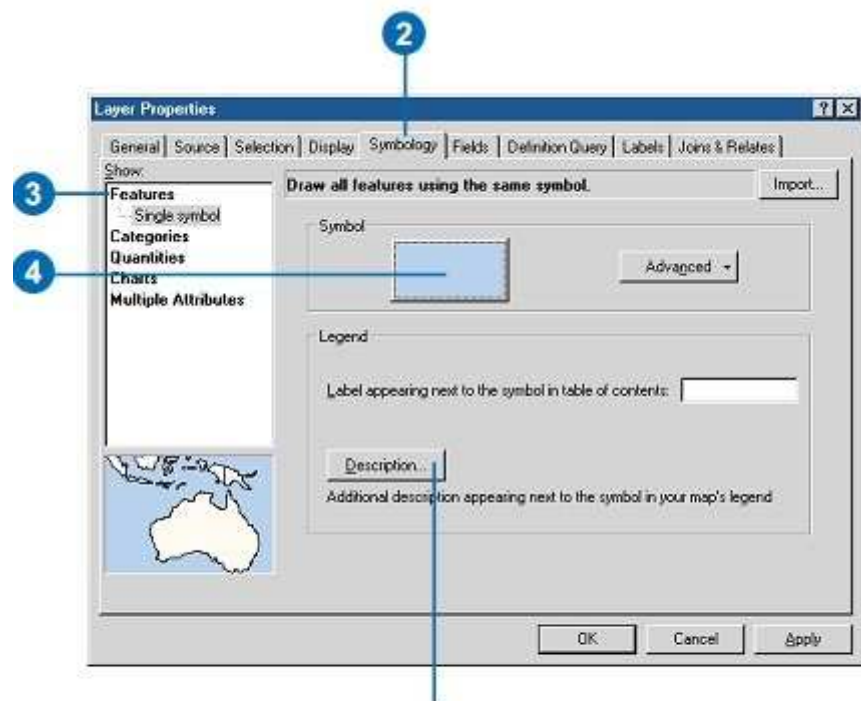 2
Layer Properties
General Source Selection Display Symbology Fields Definition Query Labels Joins & Relates
Show:
3
Features
Single symbol
Categories
Quantities
Charts
Multiple Attributes
Draw all features using the same symbol.
Import...
Symbol
4
Advanced
Legend
Label appearing next to the symbol in table of contents:
Description...
Additional description appearing next to the symbol in your map's legend
OK Cancel Apply